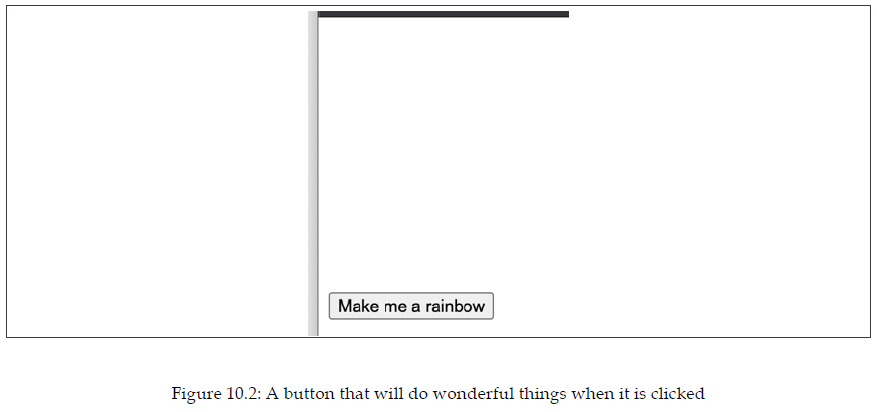 Make me a rainbow
Figure 10.2: A button that will do wonderful things when it is clicked